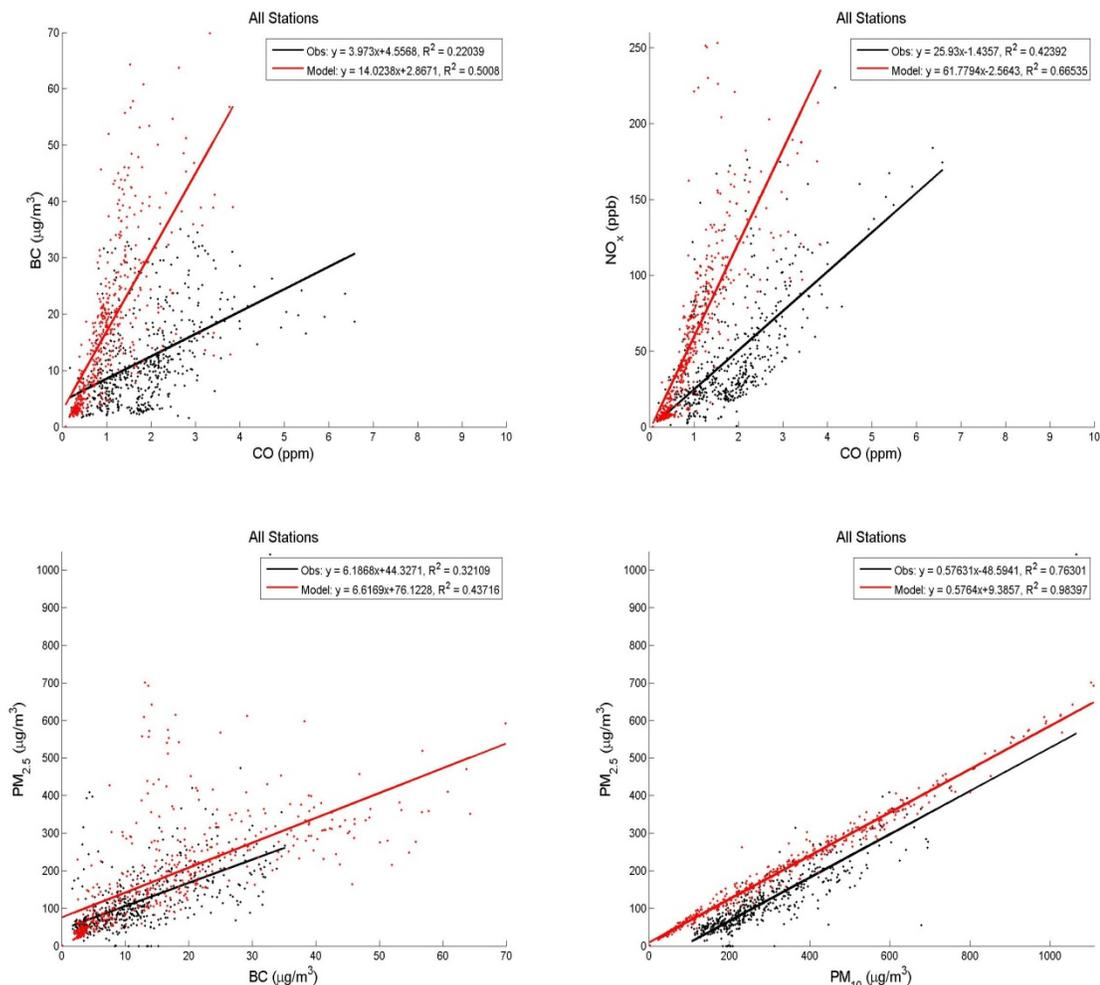 All Stations
Obs: y = 3.973x+4.5568, R² = 0.22039
Model: y = 14.0238x+2.8671, R² = 0.5008
70
60
50
40
30
20
10
0
BC (μg/m³)
0 1 2 3 4 5 6 7 8 9 10
CO (ppm)
All Stations
Obs: y = 25.93x-1.4357, R² = 0.42392
Model: y = 61.7794x-2.5643, R² = 0.66535
250
200
150
100
50
0
NOₓ (ppb)
0 1 2 3 4 5 6 7 8 9 10
CO (ppm)
All Stations
Obs: y = 6.1868x+44.3271, R² = 0.32109
Model: y = 6.6169x+76.1228, R² = 0.43716
1000
900
800
700
600
500
400
300
200
100
0
PM₂.₅ (μg/m³)
0 10 20 30 40 50 60 70
BC (μg/m³)
All Stations
Obs: y = 0.57631x-48.5941, R² = 0.76301
Model: y = 0.5764x+9.3857, R² = 0.98397
1000
900
800
700
600
500
400
300
200
100
0
PM₂.₅ (μg/m³)
0 200 400 600 800 1000
PM₁₀ (μg/m³)